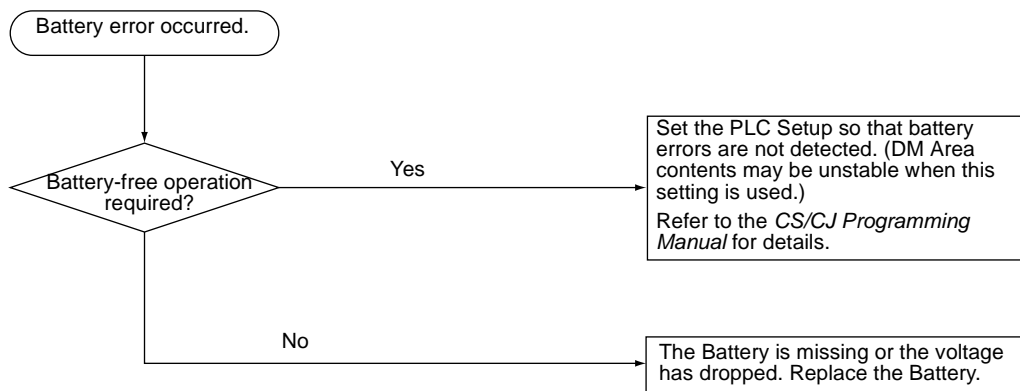 Battery error occurred.
Battery-free operation
required?
Yes
Set the PLC Setup so that battery
errors are not detected. (DM Area
contents may be unstable when this
setting is used.)
Refer to the CS/CJ Programming
Manual for details.
No
The Battery is missing or the voltage
has dropped. Replace the Battery.